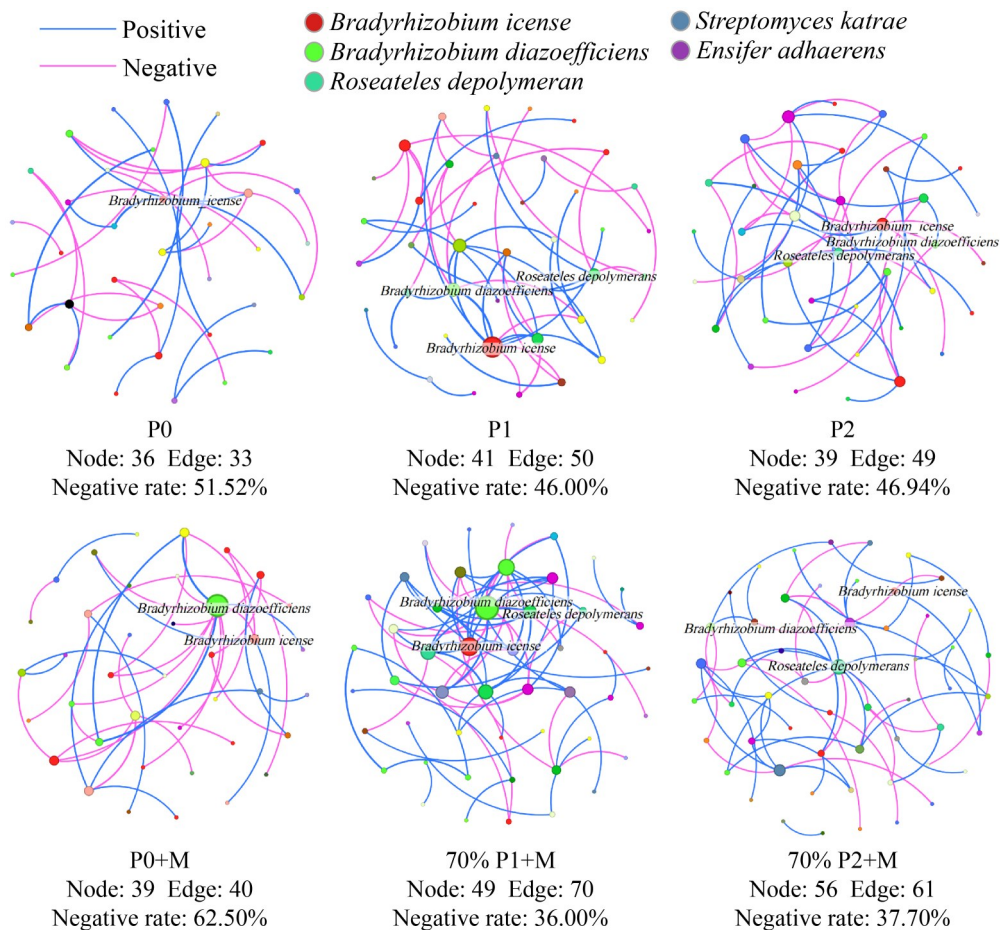 Positive
Negative
Bradyrhizobium icense
Bradyrhizobium diazoefficiens
Roseateles depolymeran
Streptomyces katrae
Ensifer adhaerens
Bradyrhizobium icense
P0
Node: 36 Edge: 33
Negative rate: 51.52%
Roseateles depolymerans
Bradyrhizobium diazoefficiens
Bradyrhizobium icense
P1
Node: 41 Edge: 50
Negative rate: 46.00%
Bradyrhizobium icense
Bradyrhizobium diazoefficiens
Roseateles depolymerans
P2
Node: 39 Edge: 49
Negative rate: 46.94%
Bradyrhizobium diazoefficiens
Bradyrhizobium icense
P0+M
Node: 39 Edge: 40
Negative rate: 62.50%
Bradyrhizobium diazoefficiens
Roseateles depolymerans
Bradyrhizobium icense
70% P1+M
Node: 49 Edge: 70
Negative rate: 36.00%
Bradyrhizobium icense
Bradyrhizobium diazoefficiens
Roseateles depolymerans
70% P2+M
Node: 56 Edge: 61
Negative rate: 37.70%